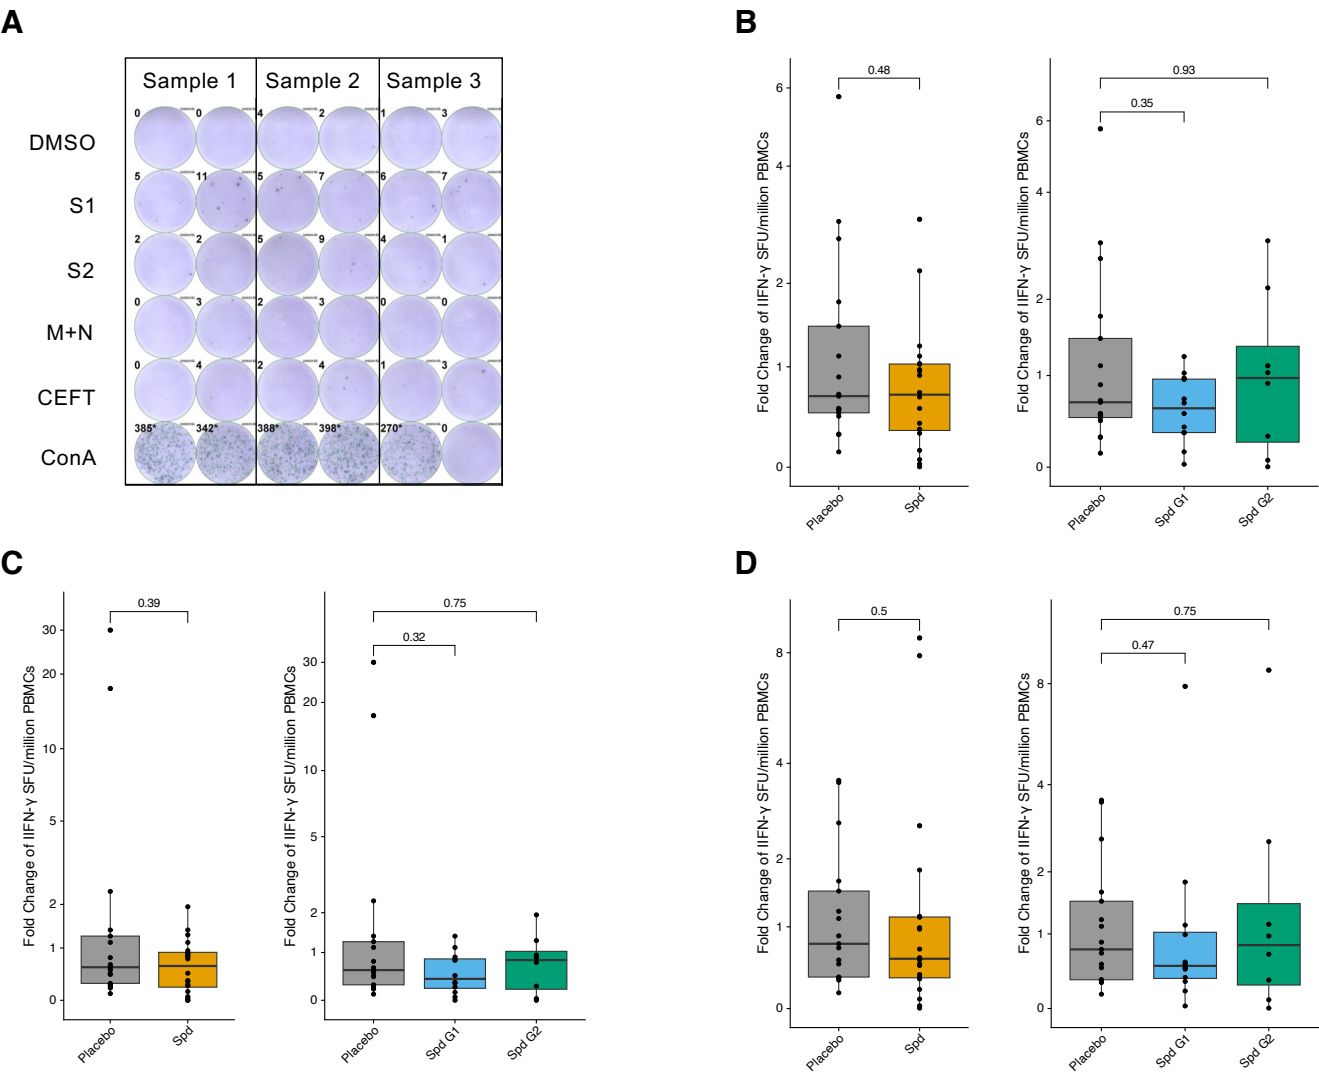 A
Sample 1 Sample 2 Sample 3
DMSO 0 0 4 2 1 3
S1 5 11 5 7 6 7
S2 2 2 5 9 4 1
M+N 0 3 2 3 0 0
CEFT 0 4 2 4 1 3
ConA 385* 342* 388* 398* 270* 0
B
Fold Change of IIFN-γ SFU/million PBMCs
6
4
2
1
0
0.48
Placebo
Spd
Fold Change of IIFN-γ SFU/million PBMCs
6
4
2
1
0
0.93
0.35
Placebo
Spd G1
Spd G2
C
Fold Change of IIFN-γ SFU/million PBMCs
30
20
10
5
2
1
0
0.39
Placebo
Spd
Fold Change of IIFN-γ SFU/million PBMCs
30
20
10
5
2
1
0
0.75
0.32
Placebo
Spd G1
Spd G2
D
Fold Change of IIFN-γ SFU/million PBMCs
8
4
2
1
0
0.5
Placebo
Spd
Fold Change of IIFN-γ SFU/million PBMCs
8
4
2
1
0
0.75
0.47
Placebo
Spd G1
Spd G2